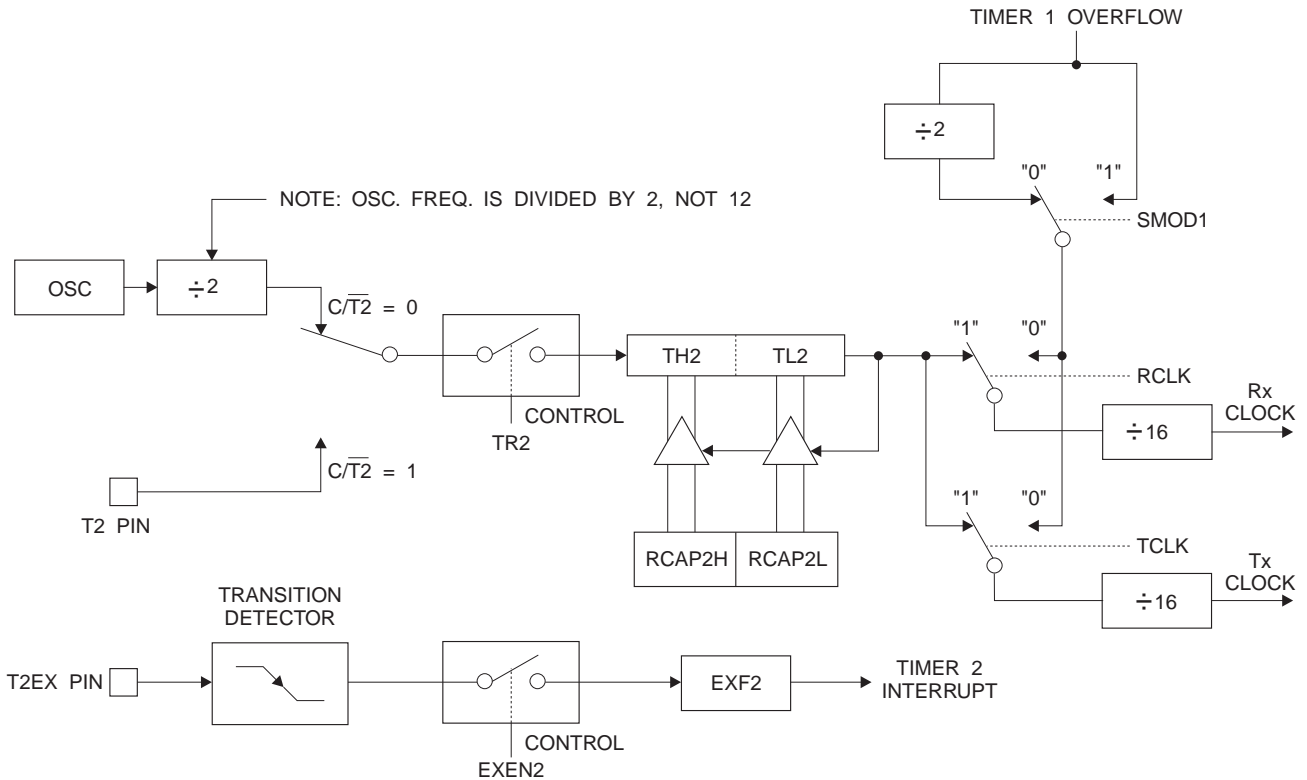 TIMER 1 OVERFLOW
÷2
"0" "1"
SMOD1
NOTE: OSC. FREQ. IS DIVIDED BY 2, NOT 12
OSC
÷2
C/T̅2̅ = 0
TH2 TL2
"1" "0"
RCLK
CONTROL
TR2
Rx
CLOCK
÷16
C/T̅2̅ = 1
T2 PIN
"1" "0"
RCAP2H RCAP2L
TCLK
Tx
CLOCK
÷16
TRANSITION
DETECTOR
T2EX PIN
EXF2
TIMER 2
INTERRUPT
CONTROL
EXEN2